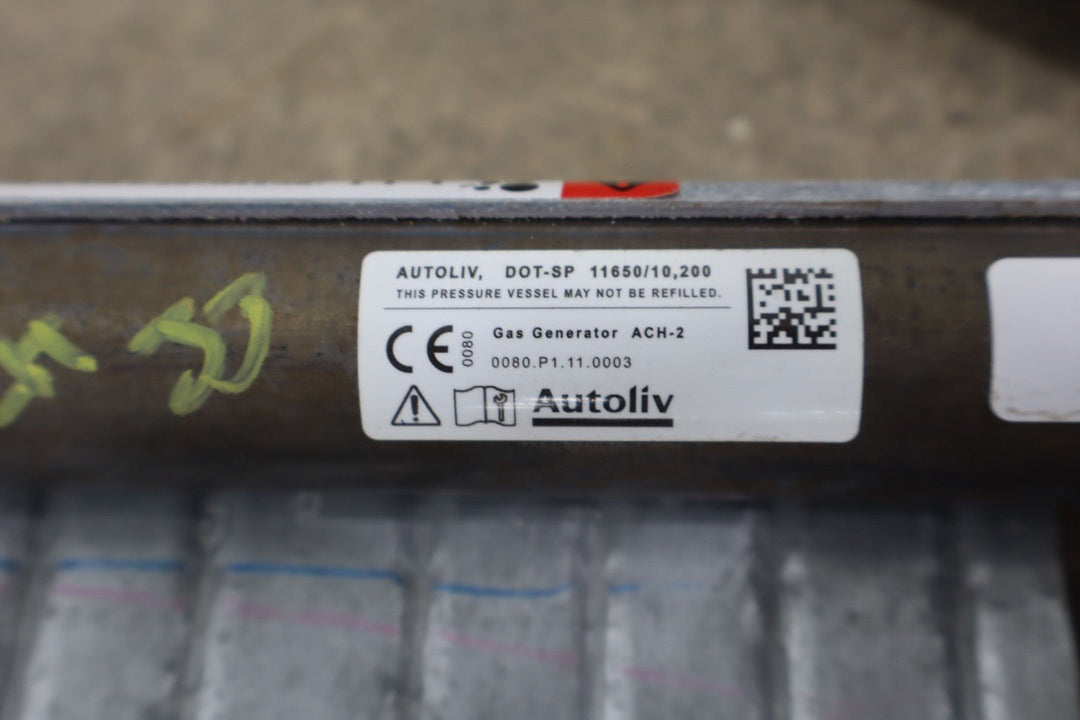 AUTOLIV, DOT-SP 11650/10,200
THIS PRESSURE VESSEL MAY NOT BE REFILLED.
CE 0080
Gas Generator ACH-2
0080.P1.11.0003
Autoliv